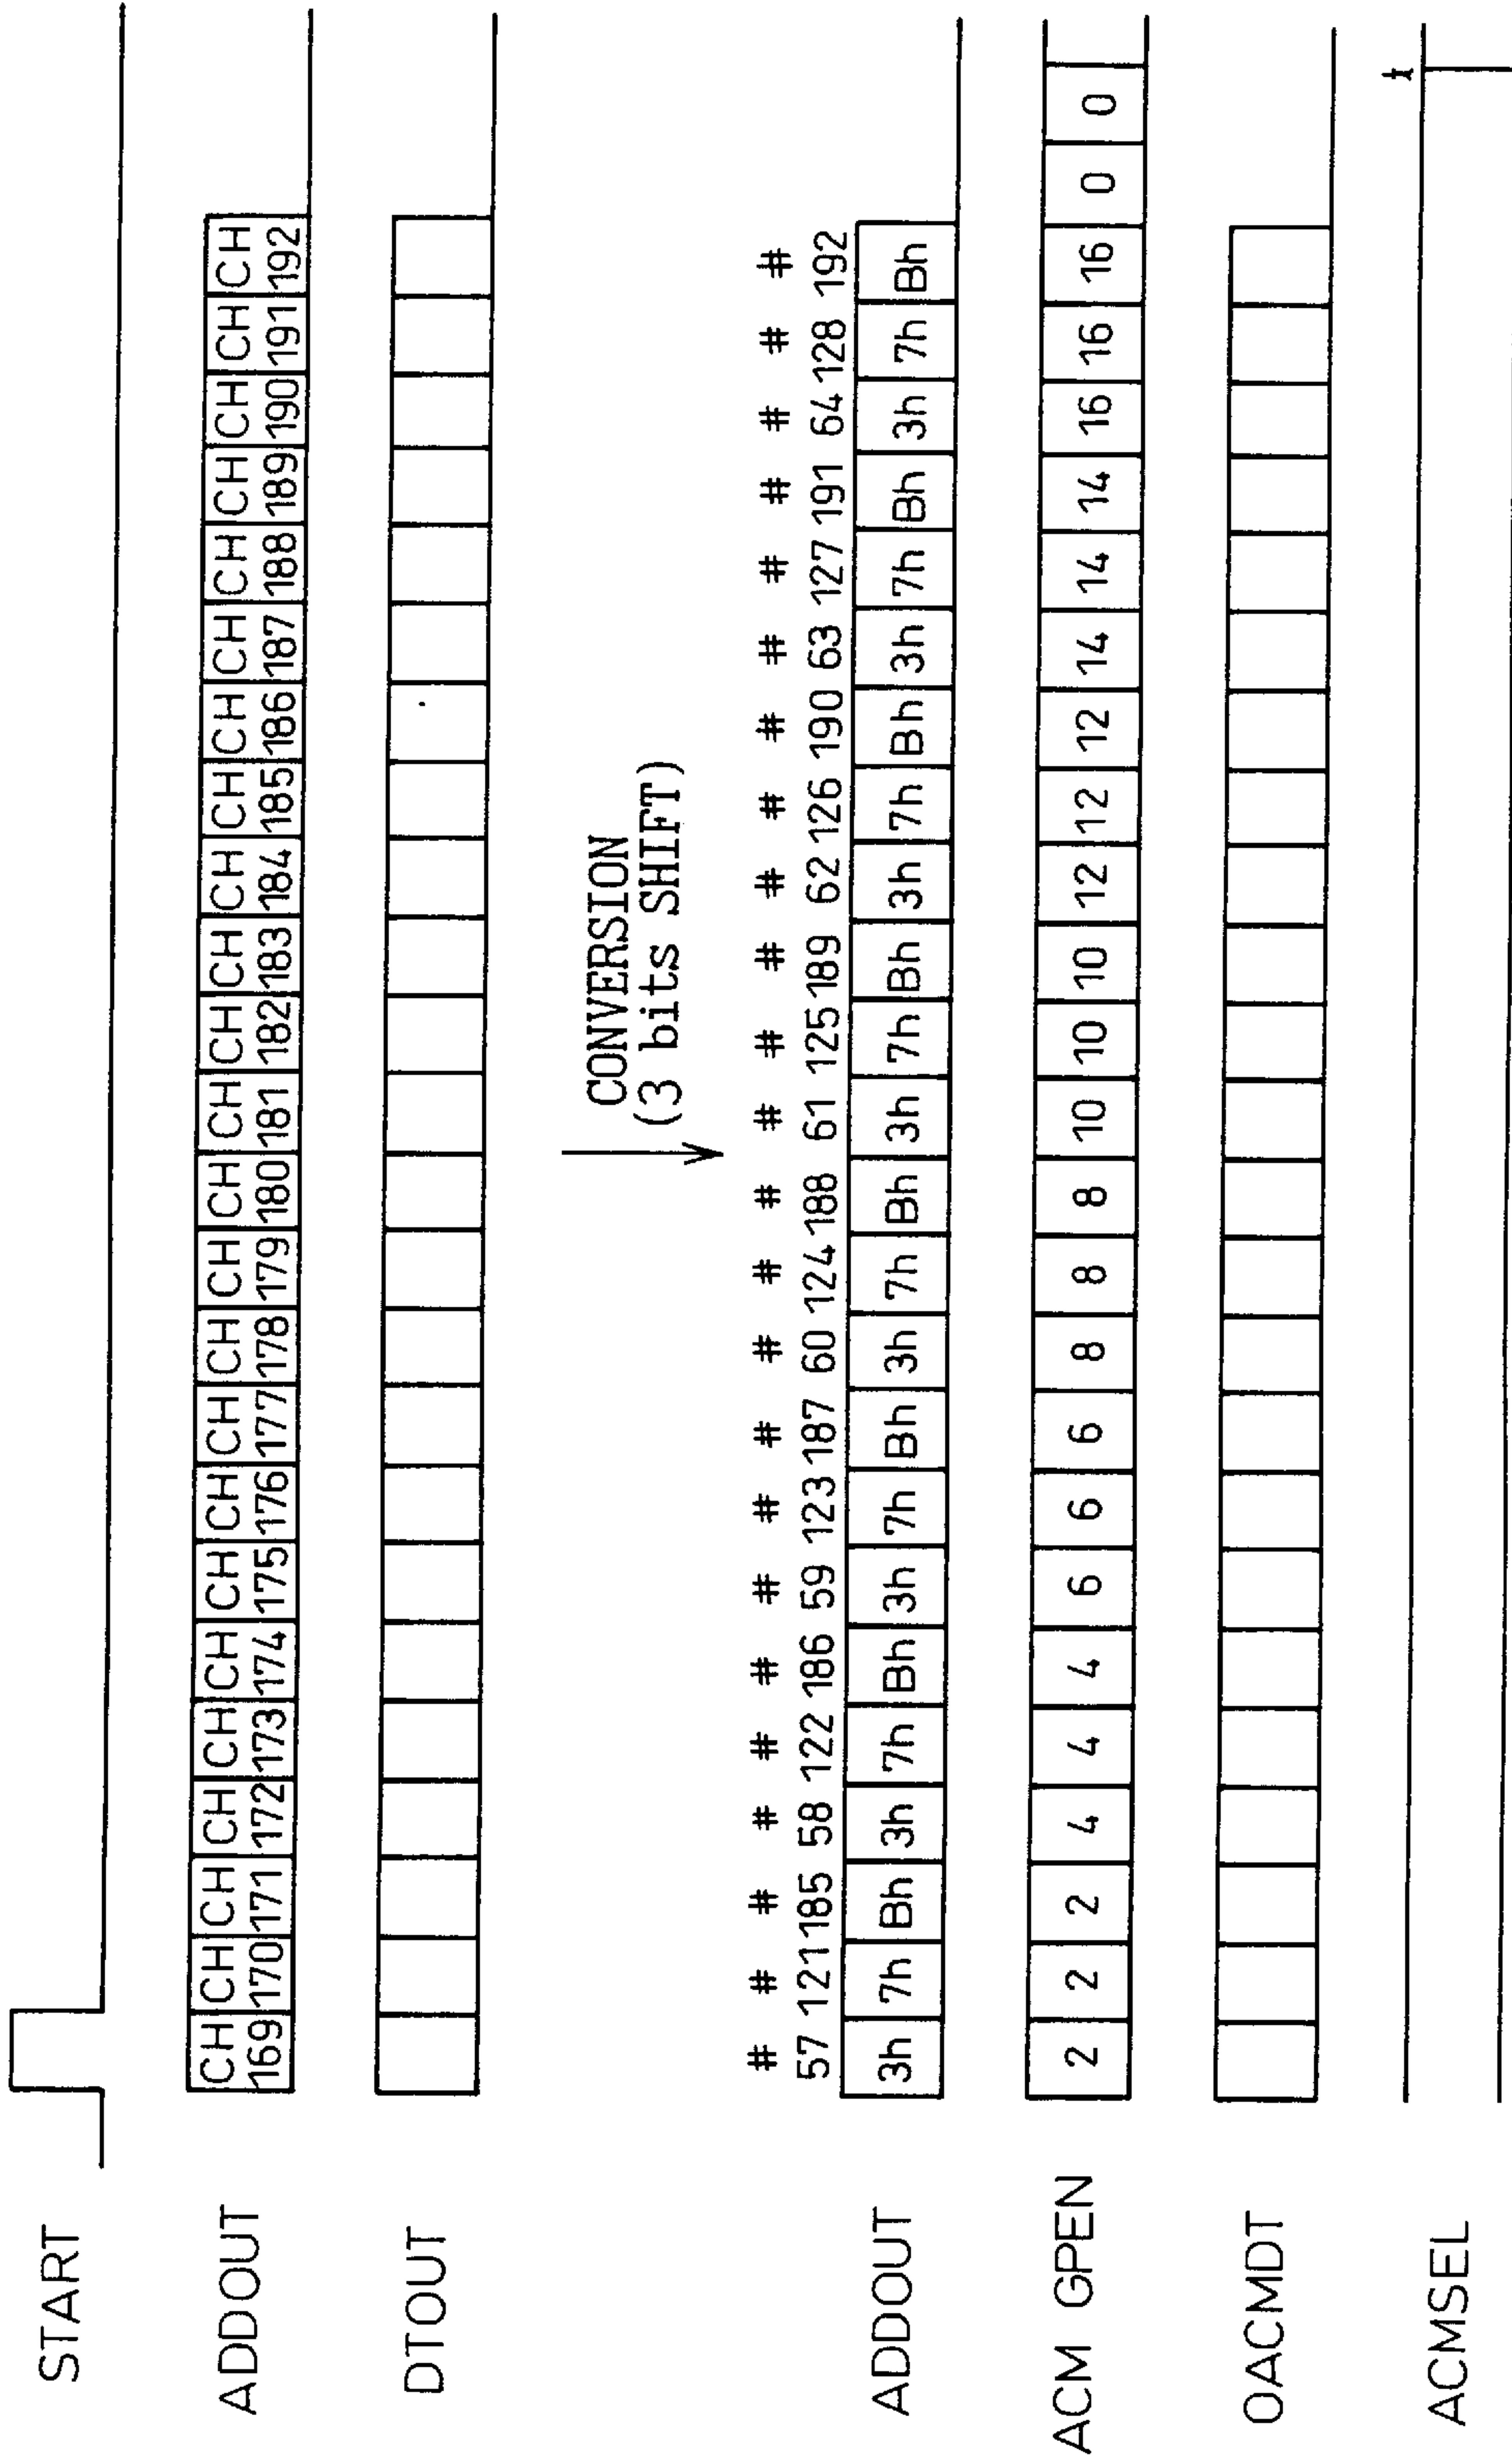 START
ADDOUT
CH CH CH CH CH CH CH CH CH CH CH CH CH CH CH CH CH CH CH CH CH CH CH CH
169 170 171 172 173 174 175 176 177 178 179 180 181 182 183 184 185 186 187 188 189 190 191 192
DTOUT
CONVERSION
(3 bits SHIFT)
# # # # # # # # # # # # # # # # # # # # # # # #
57 121 185 58 122 186 59 123 187 60 124 188 61 125 189 62 126 190 63 127 191 64 128 192
ADDOUT 3h 7h Bh 3h 7h Bh 3h 7h Bh 3h 7h Bh 3h 7h Bh 3h 7h Bh 3h 7h Bh 3h 7h Bh
ACM GPEN 2 2 2 4 4 4 6 6 6 8 8 8 10 10 10 12 12 12 14 14 14 16 16 16 0 0
OACMDT
ACMSEL